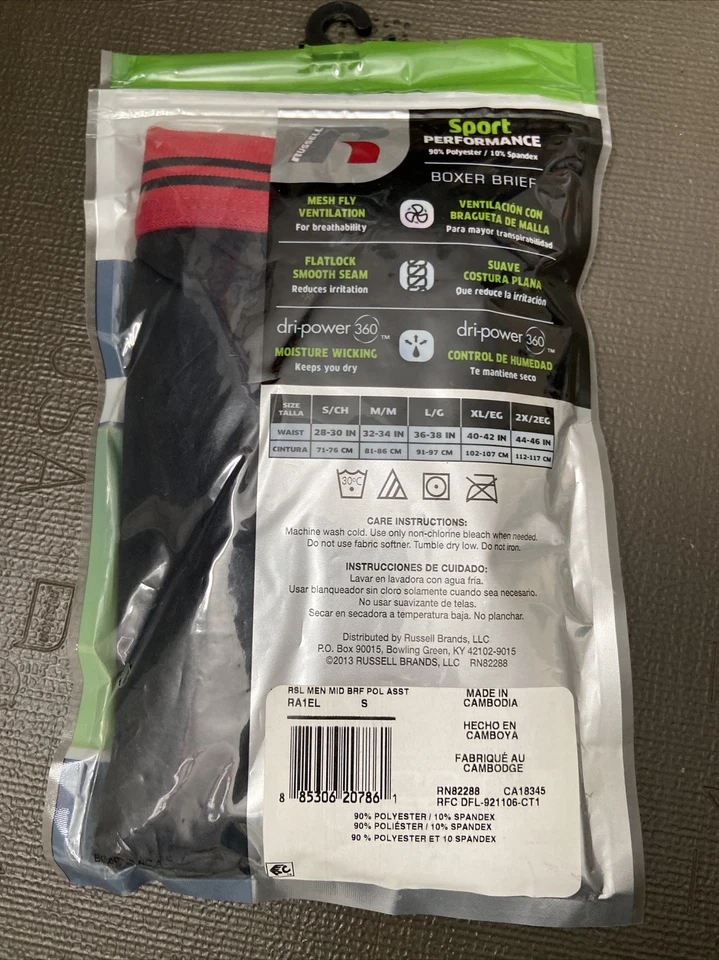 RUSSELL
Sport
PERFORMANCE
90% Polyester / 10% Spandex
BOXER BRIEF
MESH FLY
VENTILATION
For breathability
VENTILACIÓN CON
BRAGUETA DE MALLA
Para mayor transpirabilidad
FLATLOCK
SMOOTH SEAM
Reduces irritation
SUAVE
COSTURA PLANA
Que reduce la irritación
dri-power 360 TM
MOISTURE WICKING
Keeps you dry
dri-power 360 TM
CONTROL DE HUMEDAD
Te mantiene seco
SIZE TALLA S/CH M/M L/G XL/EG 2X/2EG
WAIST 28-30 IN 32-34 IN 36-38 IN 40-42 IN 44-46 IN
CINTURA 71-76 CM 81-86 CM 91-97 CM 102-107 CM 112-117 CM
30°C
CARE INSTRUCTIONS:
Machine wash cold. Use only non-chlorine bleach when needed.
Do not use fabric softner. Tumble dry low. Do not iron.
INSTRUCCIONES DE CUIDADO:
Lavar en lavadora con agua fría.
Usar blanqueador sin cloro solamente cuando sea necesario.
No usar suavizante de telas.
Secar en secadora a temperatura baja. No planchar.
Distributed by Russell Brands, LLC
P.O. Box 90015, Bowling Green, KY 42102-9015
©2013 RUSSELL BRANDS, LLC RN82288
RSL MEN MID BRF POL ASST
RA1EL S
8 85306 20786 1
MADE IN
CAMBODIA
HECHO EN
CAMBOYA
FABRIQUÉ AU
CAMBODGE
RN82288 CA18345
RFC DFL-921106-CT1
90% POLYESTER / 10% SPANDEX
90% POLIÉSTER / 10% SPANDEX
90 % POLYESTER ET 10 SPANDEX